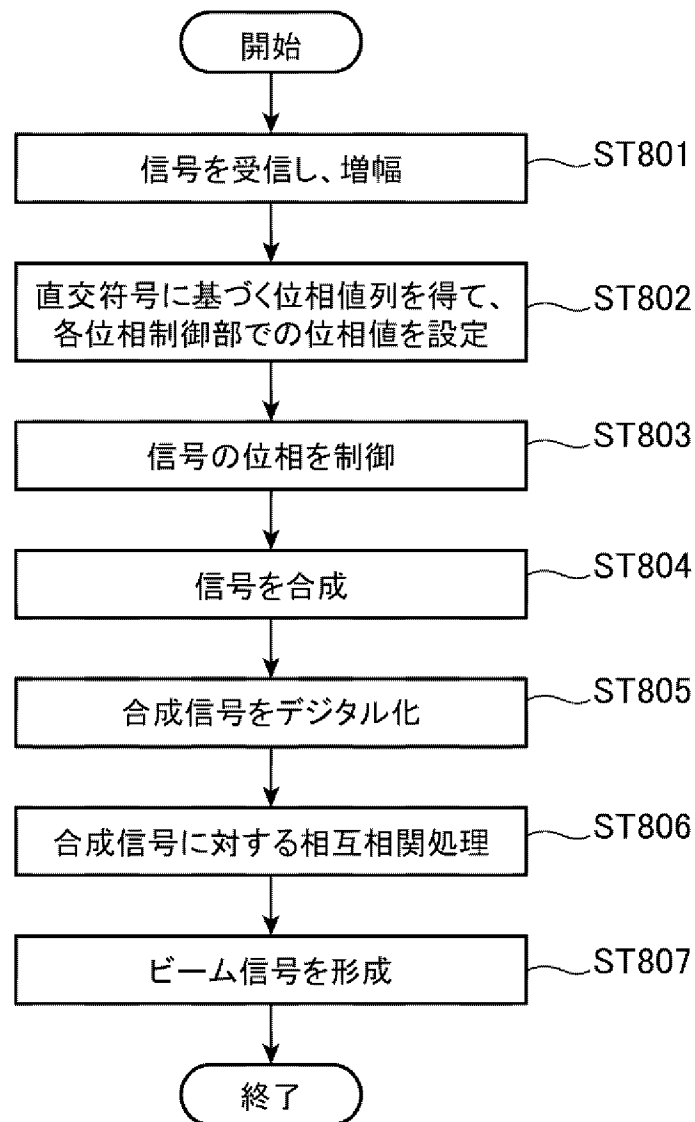 開始
信号を受信し、増幅
ST801
直交符号に基づく位相値列を得て、
各位相制御部での位相値を設定
ST802
信号の位相を制御
ST803
信号を合成
ST804
合成信号をデジタル化
ST805
合成信号に対する相互相関処理
ST806
ビーム信号を形成
ST807
終了